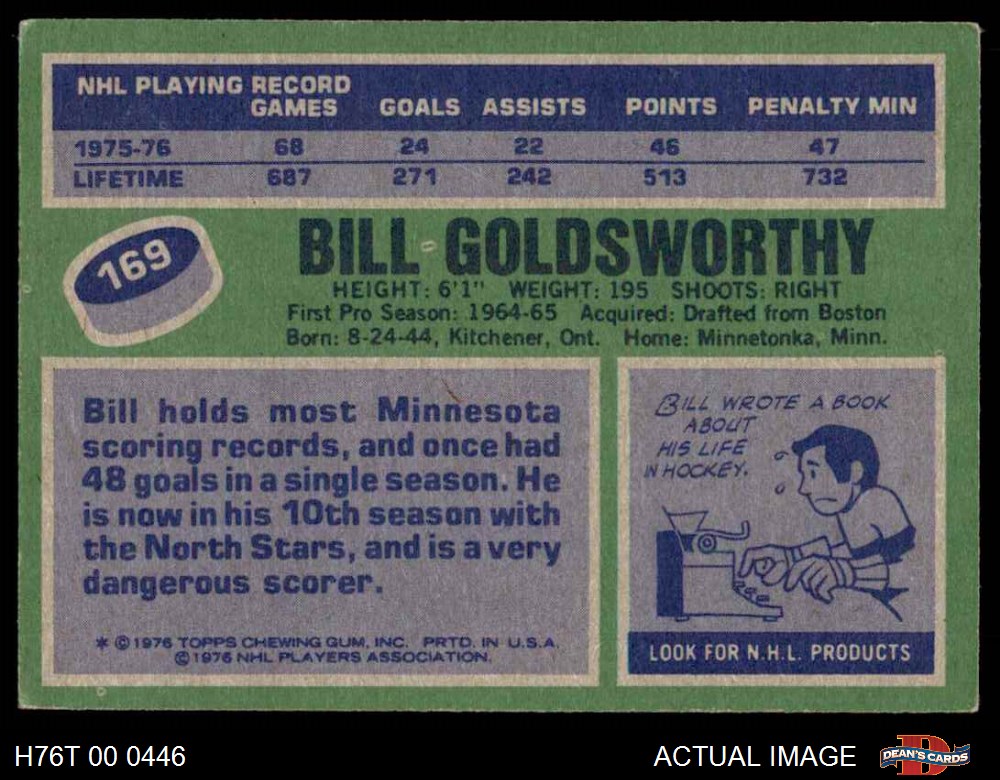 NHL PLAYING RECORD
GAMES GOALS ASSISTS POINTS PENALTY MIN
1975-76 68 24 22 46 47
LIFETIME 687 271 242 513 732
169
BILL GOLDSWORTHY
HEIGHT: 6'1" WEIGHT: 195 SHOOTS: RIGHT
First Pro Season: 1964-65 Acquired: Drafted from Boston
Born: 8-24-44, Kitchener, Ont. Home: Minnetonka, Minn.
Bill holds most Minnesota
scoring records, and once had
48 goals in a single season. He
is now in his 10th season with
the North Stars, and is a very
dangerous scorer.
* © 1976 TOPPS CHEWING GUM, INC. PRTD. IN U.S.A.
© 1976 NHL PLAYERS ASSOCIATION.
BILL WROTE A BOOK
ABOUT
HIS LIFE
IN HOCKEY.
LOOK FOR N.H.L. PRODUCTS
H76T 00 0446
ACTUAL IMAGE
DEAN'S CARDS